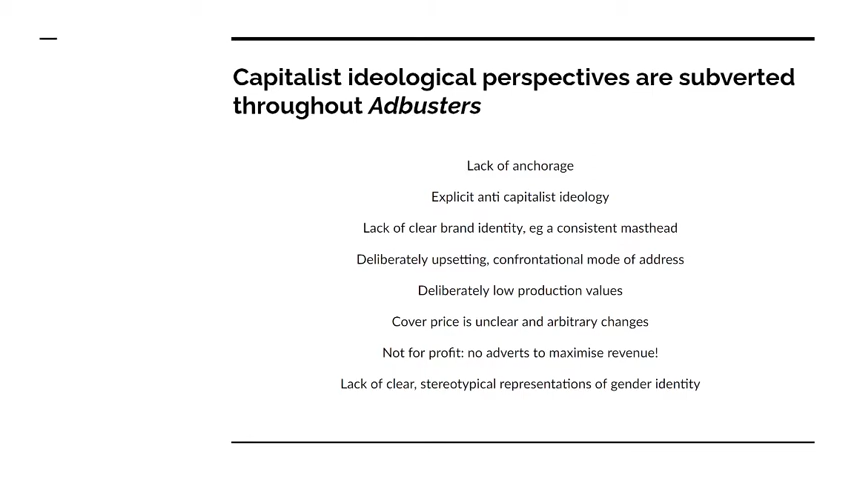 Capitalist ideological perspectives are subverted
throughout Adbusters
Lack of anchorage
Explicit anti capitalist ideology
Lack of clear brand identity, eg a consistent masthead
Deliberately upsetting, confrontational mode of address
Deliberately low production values
Cover price is unclear and arbitrary changes
Not for profit: no adverts to maximise revenue!
Lack of clear, stereotypical representations of gender identity